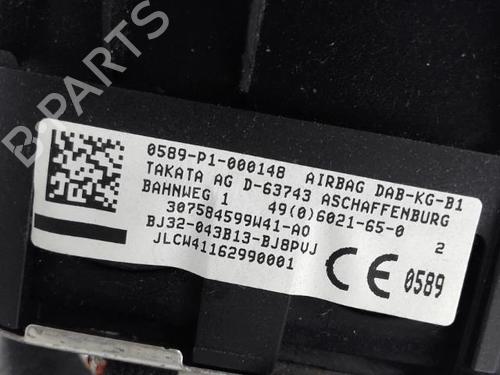 B-PARTS
0589-P1-000148 AIRBAG DAB-KG-B1
TAKATA AG D-63743 ASCHAFFENBURG
BAHNWEG 1 49(0)6021-65-0
307584599W41-AO 2
BJ32-043B13-BJ8PVJ
JLCW41162990001
CE 0589